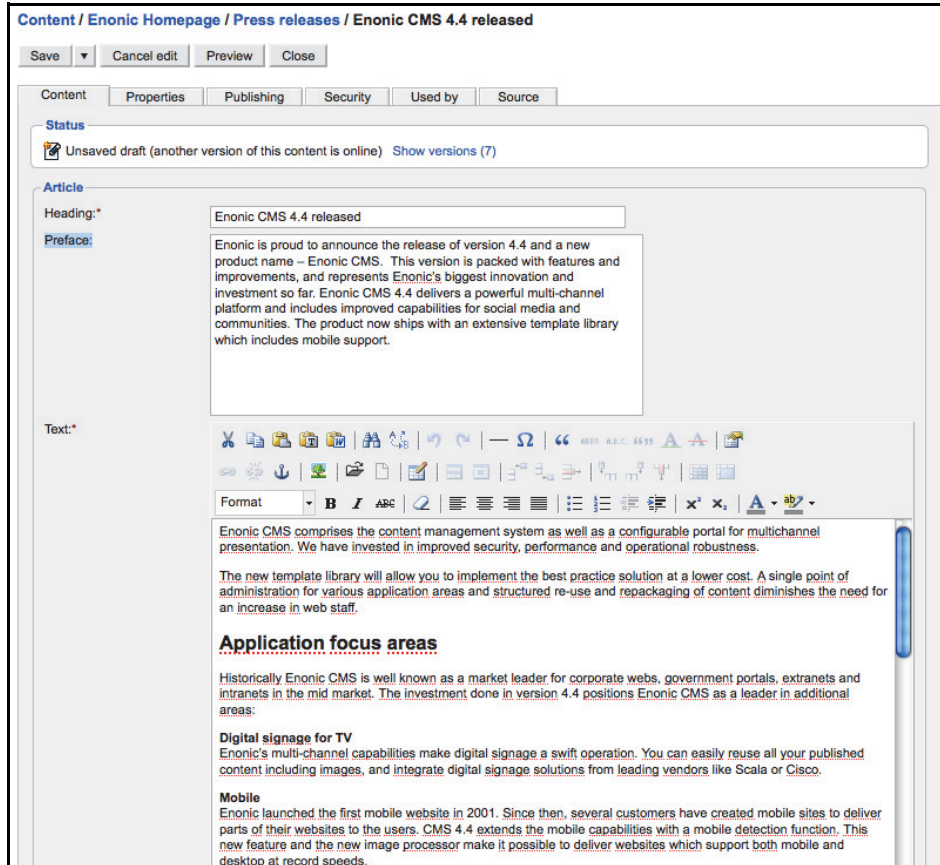 Content / Enonic Homepage / Press releases / Enonic CMS 4.4 released
Save Cancel edit Preview Close
Content Properties Publishing Security Used by Source
Status
Unsaved draft (another version of this content is online) Show versions (7)
Article
Heading:* Enonic CMS 4.4 released
Preface:
Enonic is proud to announce the release of version 4.4 and a new
product name – Enonic CMS. This version is packed with features and
improvements, and represents Enonic's biggest innovation and
investment so far. Enonic CMS 4.4 delivers a powerful multi-channel
platform and includes improved capabilities for social media and
communities. The product now ships with an extensive template library
which includes mobile support.
Text:*
Format B I ABC
Enonic CMS comprises the content management system as well as a configurable portal for multichannel
presentation. We have invested in improved security, performance and operational robustness.
The new template library will allow you to implement the best practice solution at a lower cost. A single point of
administration for various application areas and structured re-use and repackaging of content diminishes the need for
an increase in web staff.
Application focus areas
Historically Enonic CMS is well known as a market leader for corporate webs, government portals, extranets and
intranets in the mid market. The investment done in version 4.4 positions Enonic CMS as a leader in additional
areas:
Digital signage for TV
Enonic's multi-channel capabilities make digital signage a swift operation. You can easily reuse all your published
content including images, and integrate digital signage solutions from leading vendors like Scala or Cisco.
Mobile
Enonic launched the first mobile website in 2001. Since then, several customers have created mobile sites to deliver
parts of their websites to the users. CMS 4.4 extends the mobile capabilities with a mobile detection function. This
new feature and the new image processor make it possible to deliver websites which support both mobile and
desktop at record speeds.